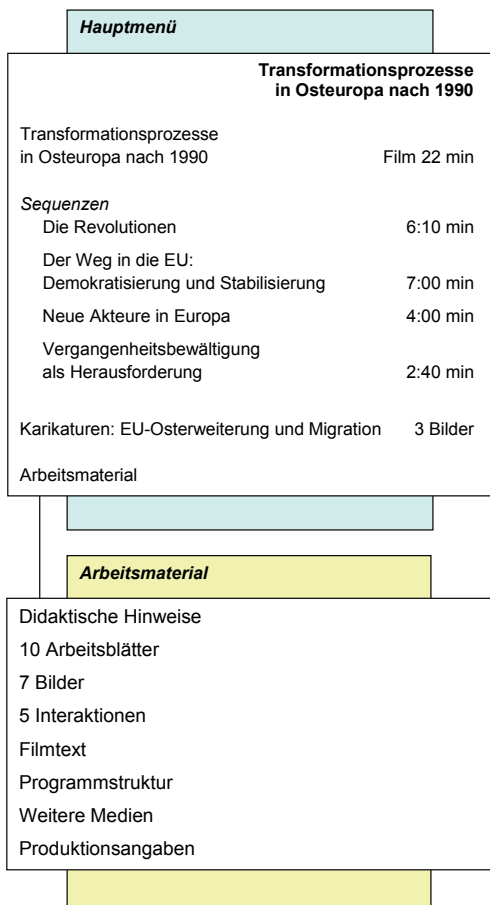 Hauptmenü
Transformationsprozesse
in Osteuropa nach 1990
Transformationsprozesse
in Osteuropa nach 1990 Film 22 min
Sequenzen
Die Revolutionen 6:10 min
Der Weg in die EU:
Demokratisierung und Stabilisierung 7:00 min
Neue Akteure in Europa 4:00 min
Vergangenheitsbewältigung
als Herausforderung 2:40 min
Karikaturen: EU-Osterweiterung und Migration 3 Bilder
Arbeitsmaterial
Arbeitsmaterial
Didaktische Hinweise
10 Arbeitsblätter
7 Bilder
5 Interaktionen
Filmtext
Programmstruktur
Weitere Medien
Produktionsangaben